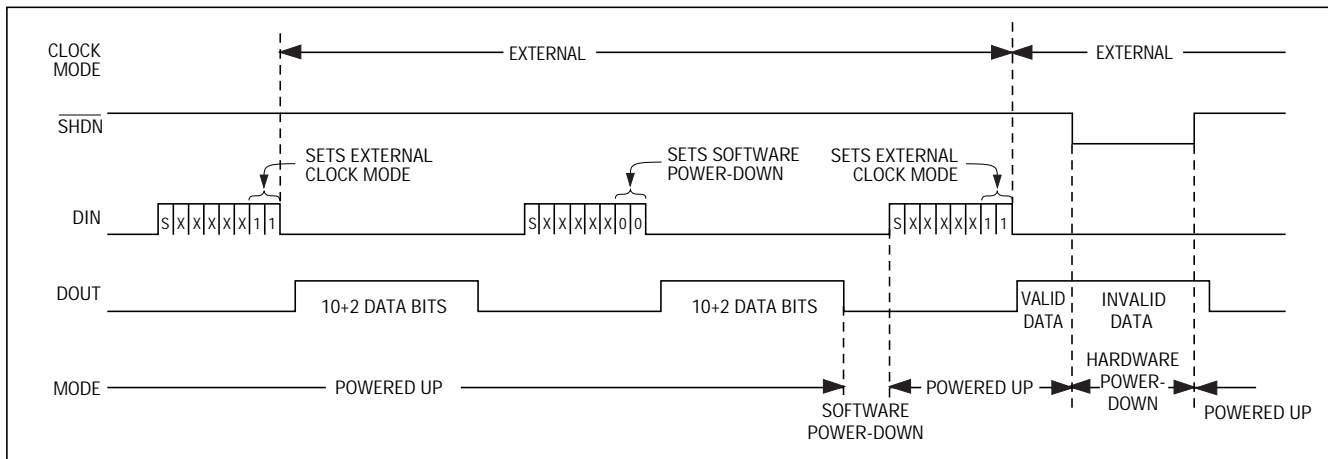 CLOCK
MODE
EXTERNAL
EXTERNAL
SHDN
SETS EXTERNAL
CLOCK MODE
SETS SOFTWARE
POWER-DOWN
SETS EXTERNAL
CLOCK MODE
DIN
S X X X X X 1 1
S X X X X X 0 0
S X X X X X 1 1
DOUT
10+2 DATA BITS
10+2 DATA BITS
VALID
DATA
INVALID
DATA
MODE
POWERED UP
SOFTWARE
POWER-DOWN
POWERED UP
HARDWARE
POWER-
DOWN
POWERED UP